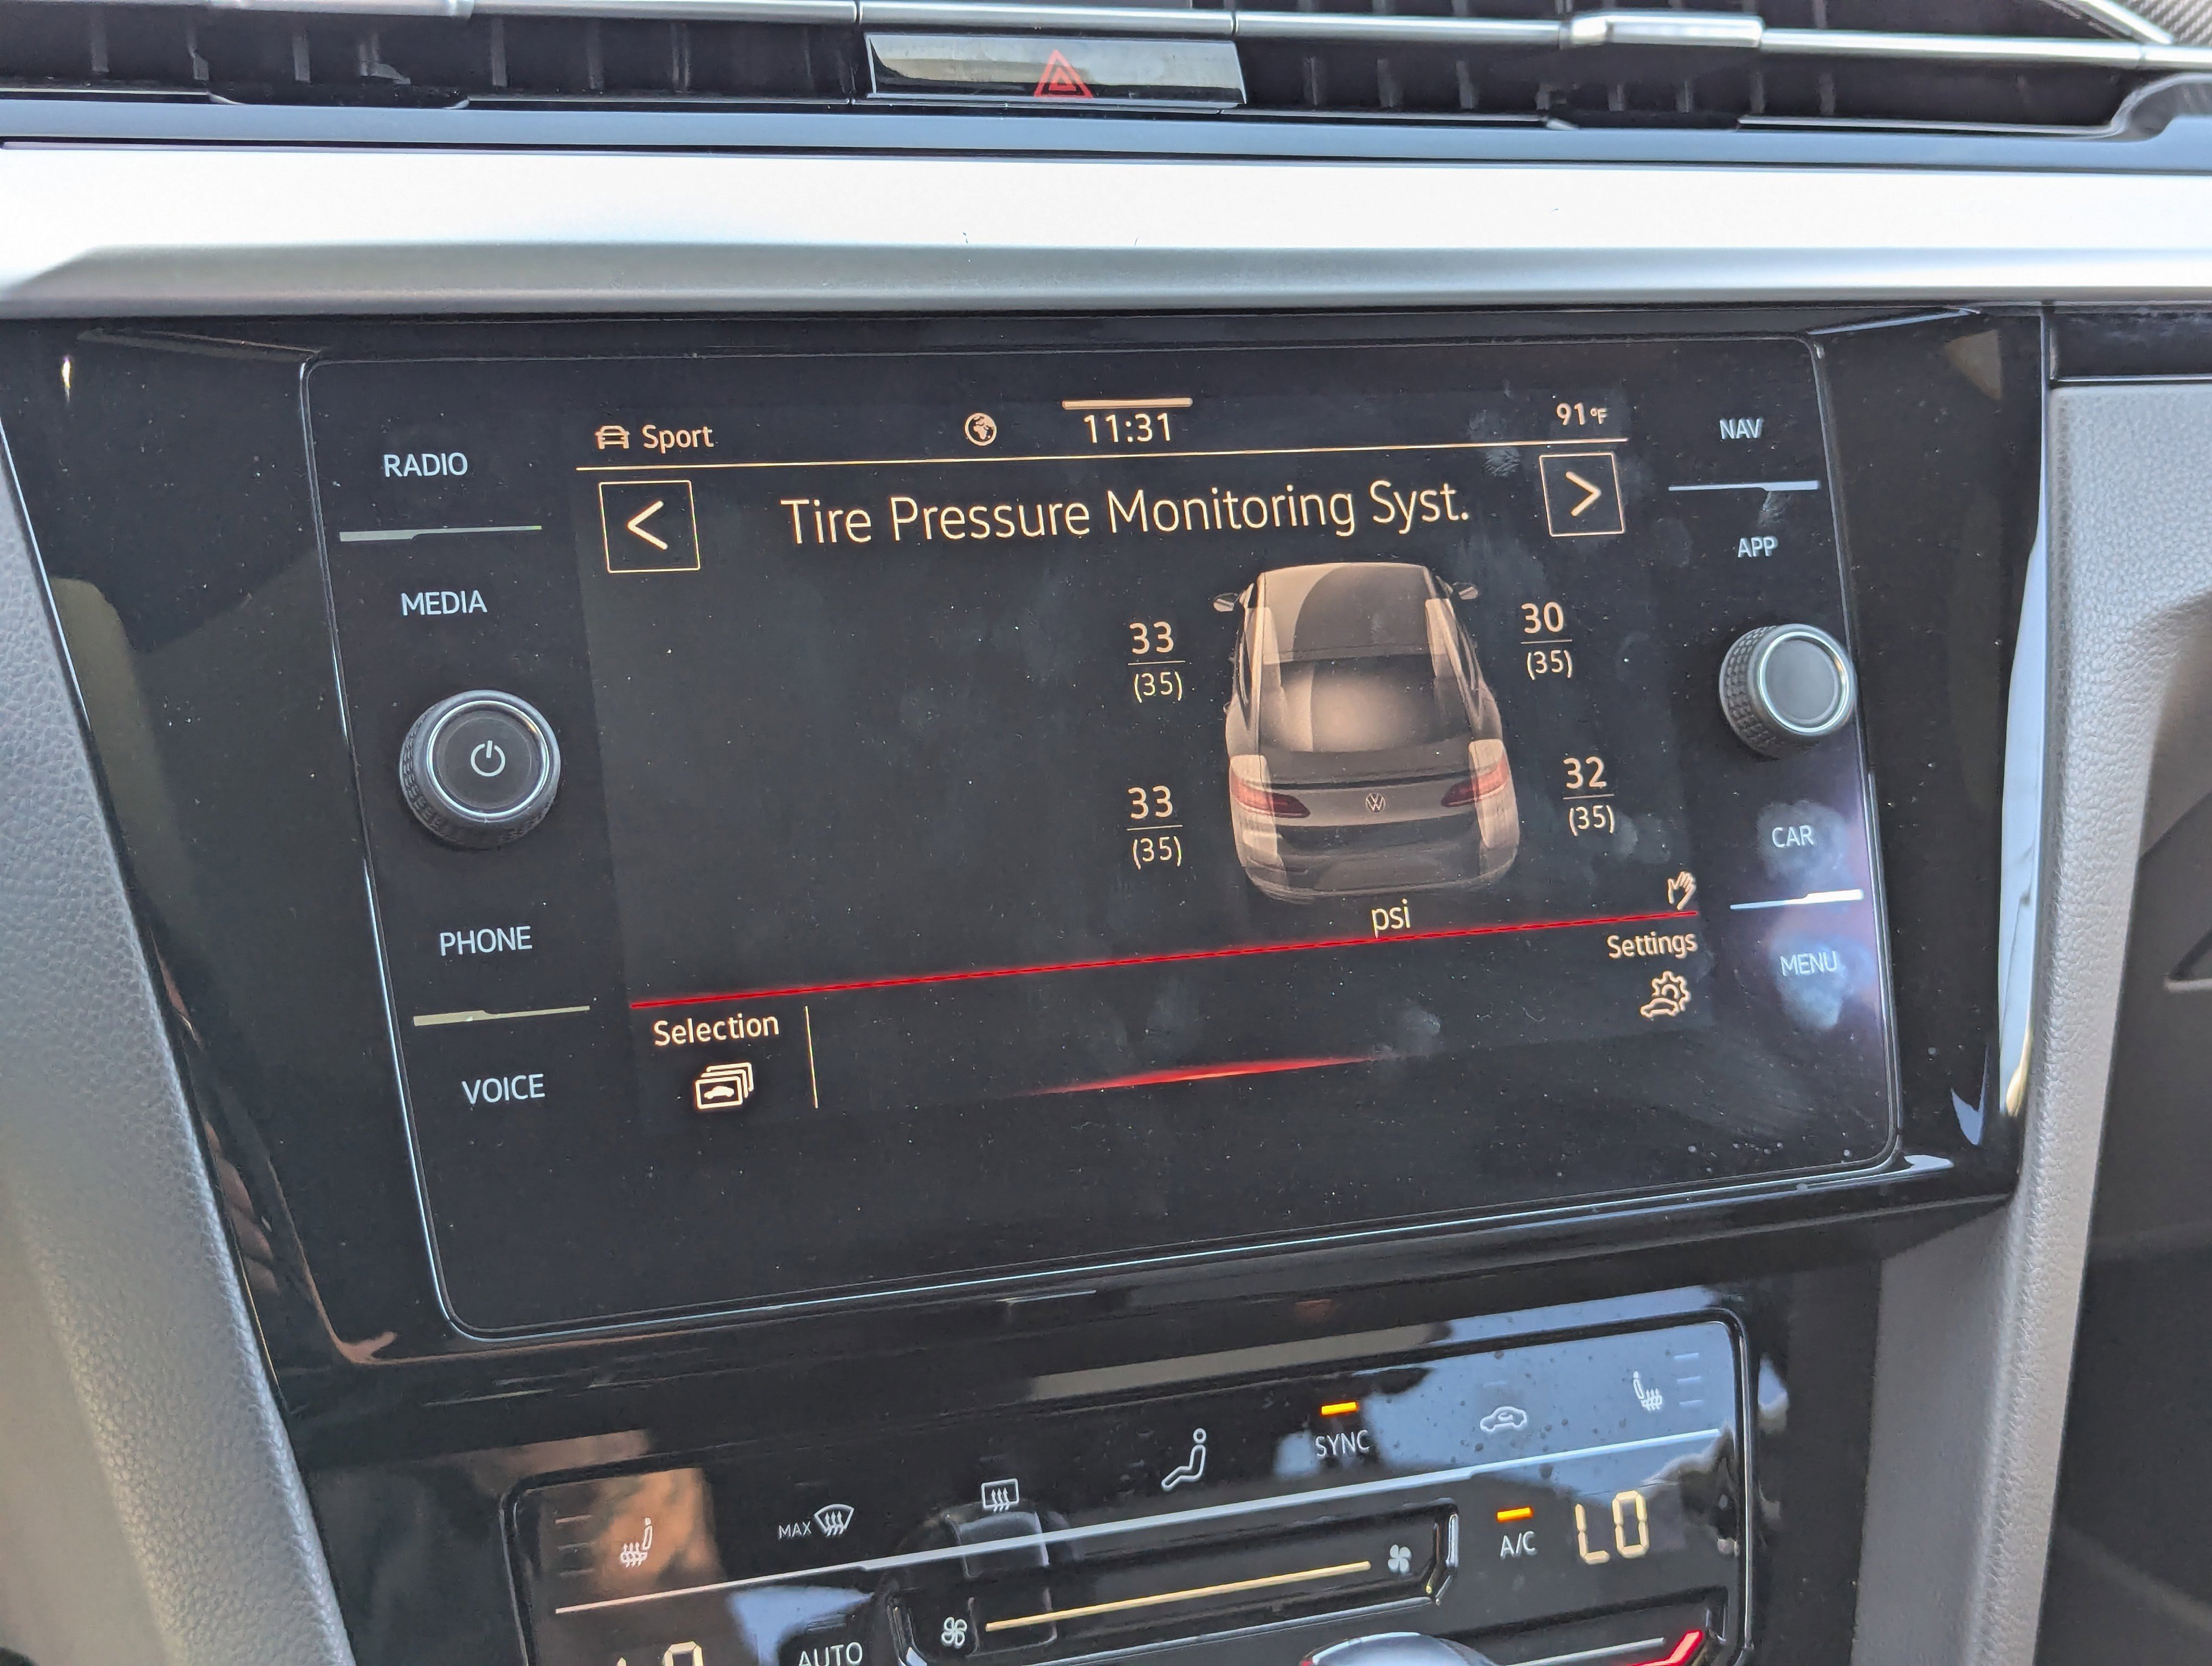 RADIO
MEDIA
PHONE
VOICE
Sport
11:31
91°F
Tire Pressure Monitoring Syst.
33
(35)
30
(35)
33
(35)
32
(35)
psi
Settings
Selection
NAV
APP
CAR
MENU
MAX
SYNC
A/C
LO
AUTO